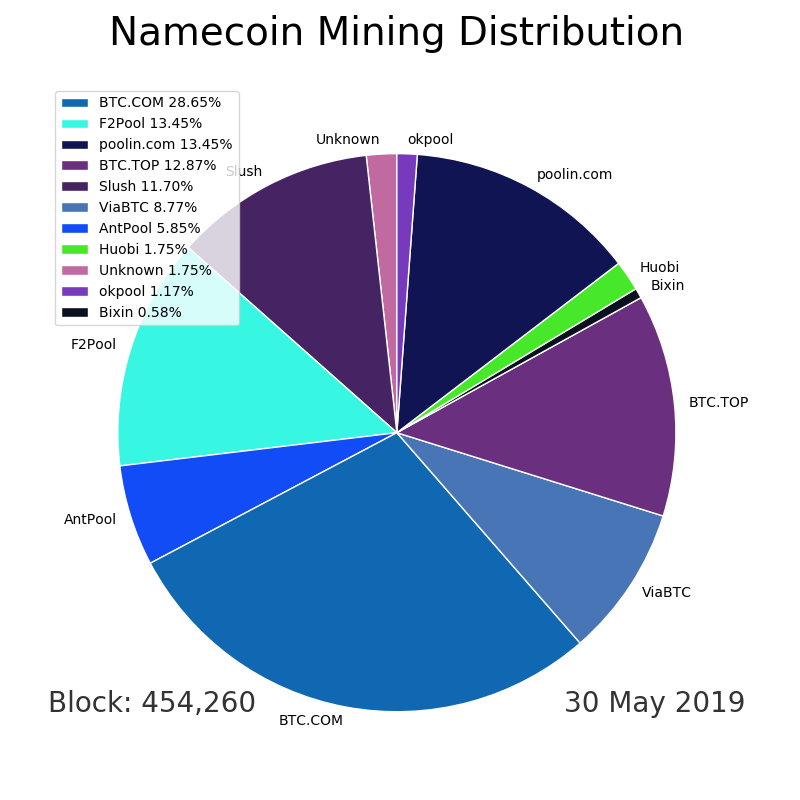 Namecoin Mining Distribution
BTC.COM 28.65%
F2Pool 13.45%
poolin.com 13.45%
BTC.TOP 12.87%
Slush 11.70%
ViaBTC 8.77%
AntPool 5.85%
Huobi 1.75%
Unknown 1.75%
okpool 1.17%
Bixin 0.58%
Unknown
okpool
Slush
poolin.com
Huobi
Bixin
F2Pool
BTC.TOP
AntPool
ViaBTC
BTC.COM
Block: 454,260
30 May 2019